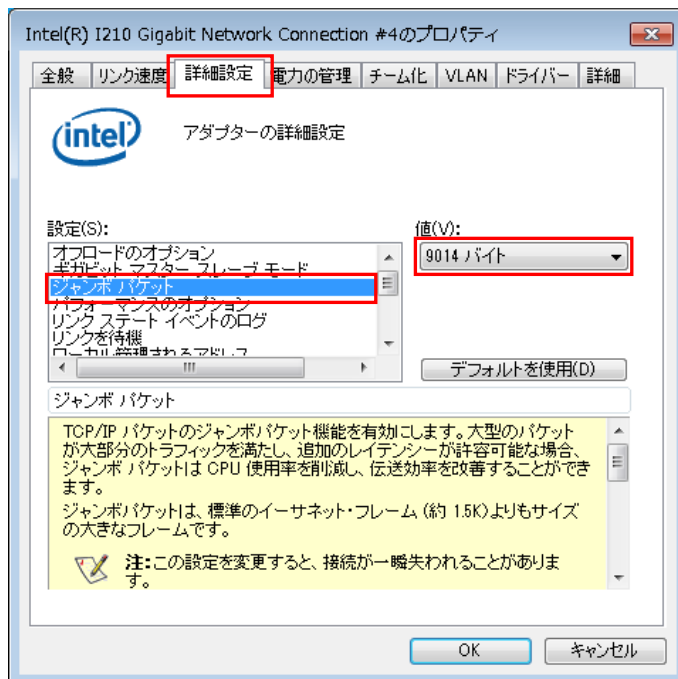 Intel(R) I210 Gigabit Network Connection #4のプロパティ
全般 リンク速度 詳細設定 電力の管理 チーム化 VLAN ドライバー 詳細
intel
アダプターの詳細設定
設定(S):
値(V):
オフロードのオプション
ギガビット マスター スレーブ モード
ジャンボ パケット
パフォーマンスのオプション
リンク ステート イベントのログ
リンクを待機
ローカル管理されるアドレス
9014 バイト
デフォルトを使用(D)
ジャンボ パケット
TCP/IP パケットのジャンボパケット機能を有効にします。大型のパケット
が大部分のトラフィックを満たし、追加のレイテンシーが許容可能な場合、
ジャンボ パケットは CPU 使用率を削減し、伝送効率を改善することができ
ます。
ジャンボパケットは、標準のイーサネット・フレーム (約 1.5K)よりもサイズ
の大きなフレームです。
注:この設定を変更すると、接続が一瞬失われることがありま
す。
OK
キャンセル